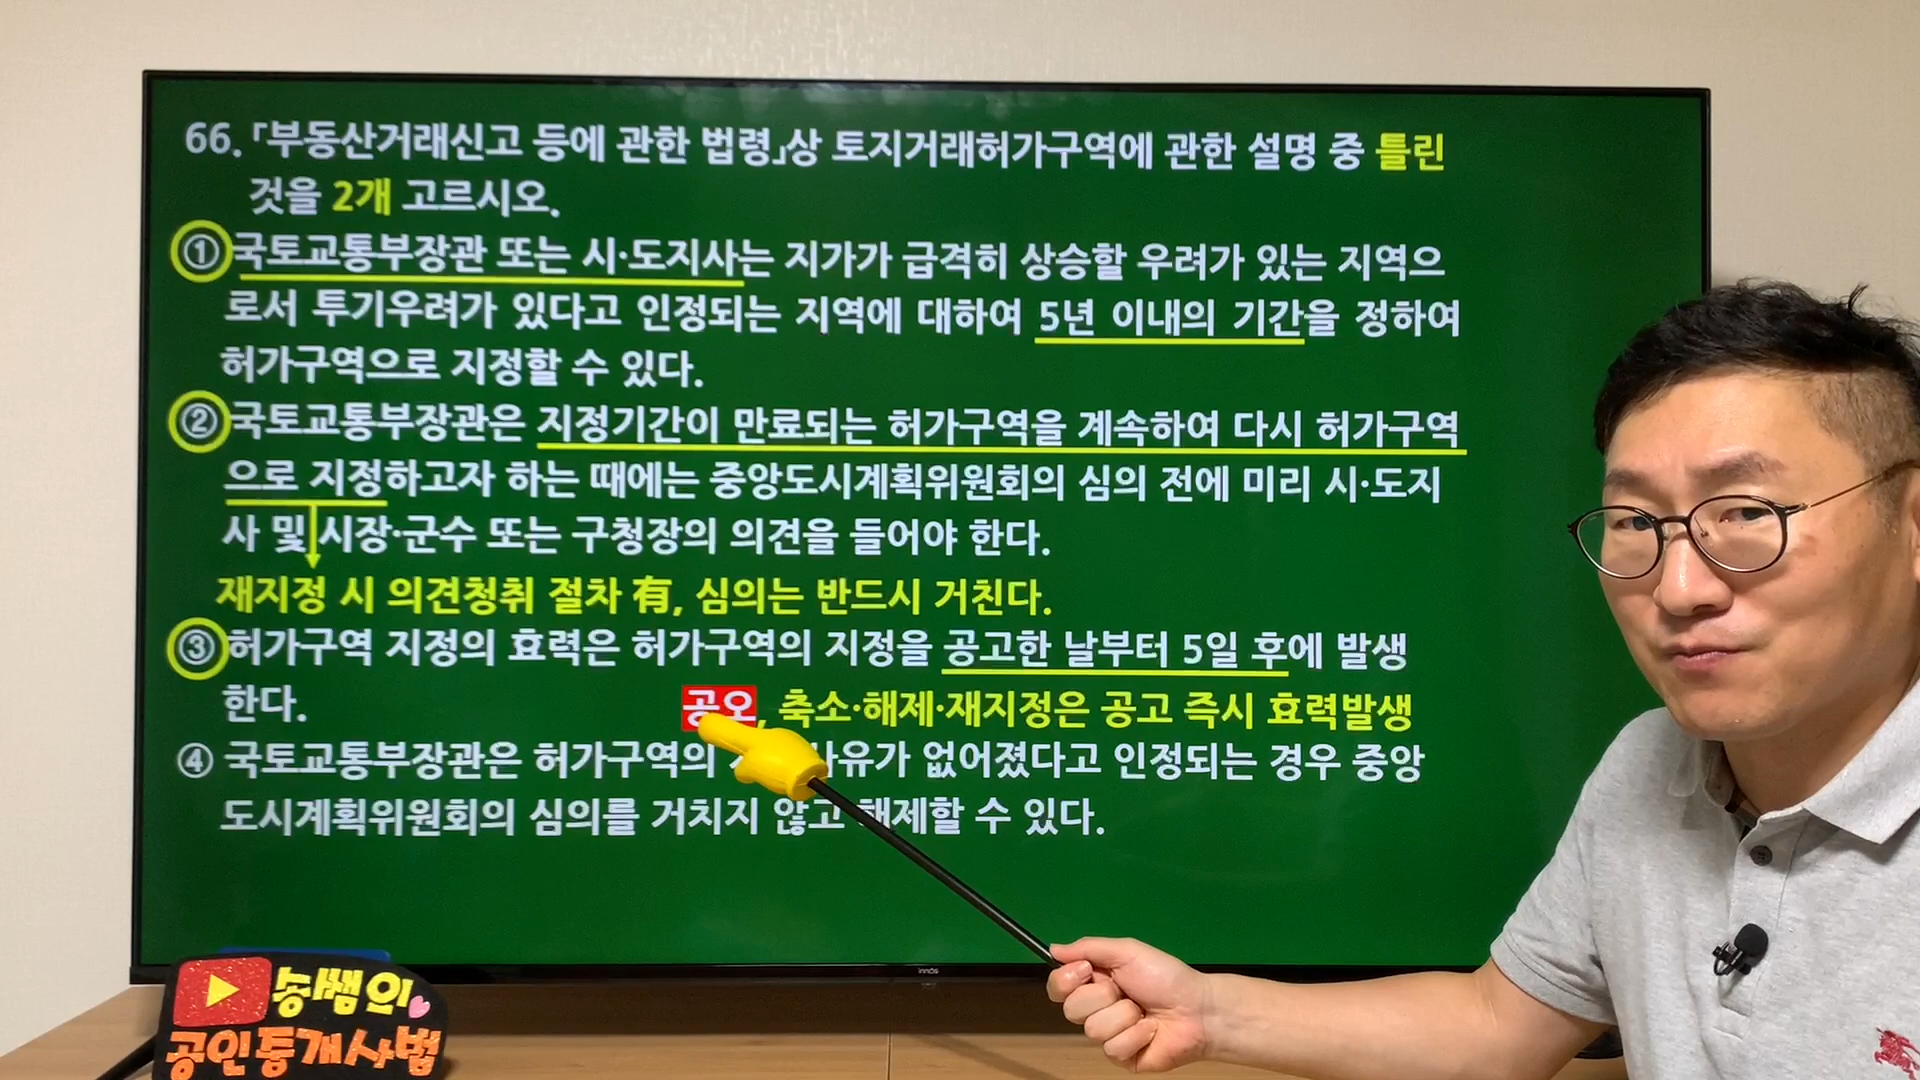 66. 「부동산거래신고 등에 관한 법령」상 토지거래허가구역에 관한 설명 중 틀린
것을 2개 고르시오.
① 국토교통부장관 또는 시·도지사는 지가가 급격히 상승할 우려가 있는 지역으
로서 투기우려가 있다고 인정되는 지역에 대하여 5년 이내의 기간을 정하여
허가구역으로 지정할 수 있다.
② 국토교통부장관은 지정기간이 만료되는 허가구역을 계속하여 다시 허가구역
으로 지정하고자 하는 때에는 중앙도시계획위원회의 심의 전에 미리 시·도지
사 및 시장·군수 또는 구청장의 의견을 들어야 한다.
재지정 시 의견청취 절차 有, 심의는 반드시 거친다.
③ 허가구역 지정의 효력은 허가구역의 지정을 공고한 날부터 5일 후에 발생
한다.
공오, 축소·해제·재지정은 공고 즉시 효력발생
④ 국토교통부장관은 허가구역의 사유가 없어졌다고 인정되는 경우 중앙
도시계획위원회의 심의를 거치지 않고 해제할 수 있다.
innos
송쌤의
공인중개사법